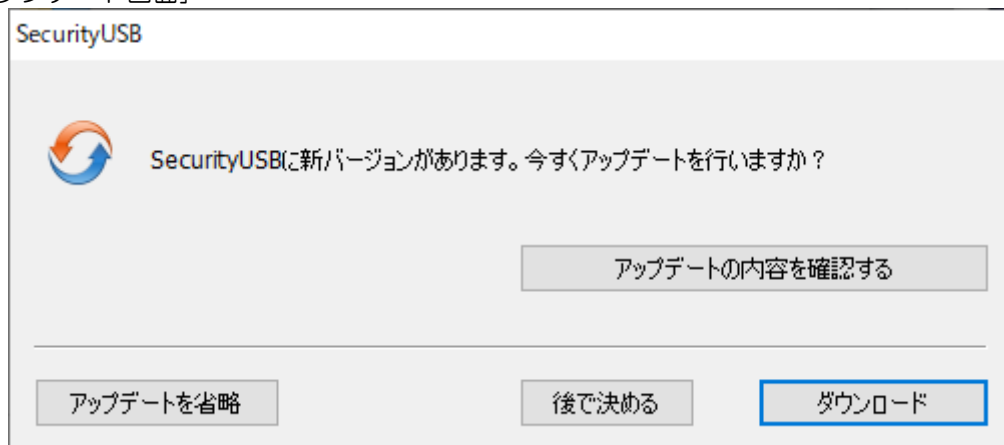 SecurityUSB
SecurityUSBに新バージョンがあります。今すぐアップデートを行いますか？
アップデートの内容を確認する
アップデートを省略
後で決める
ダウンロード